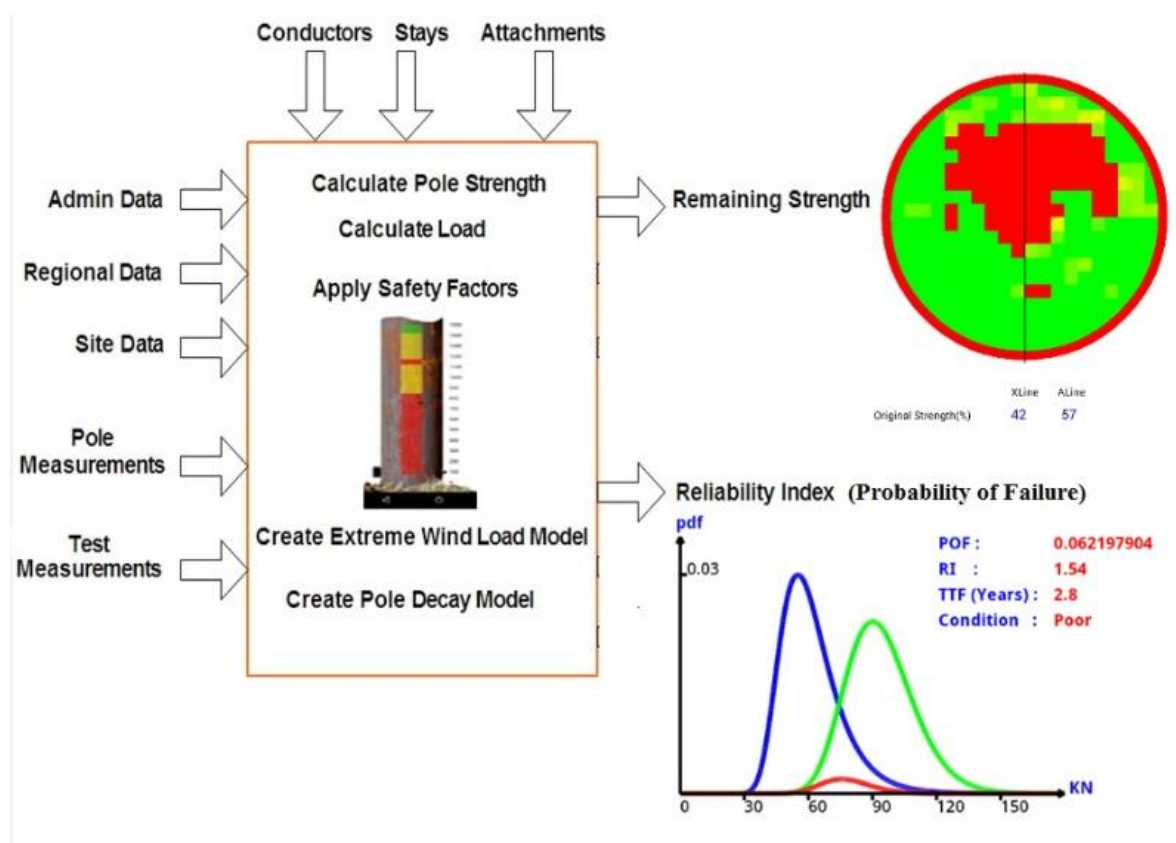 Conductors Stays Attachments
Admin Data
Regional Data
Site Data
Pole
Measurements
Test
Measurements
Calculate Pole Strength
Calculate Load
Apply Safety Factors
Create Extreme Wind Load Model
Create Pole Decay Model
Remaining Strength
XLine ALine
Original Strength(%) 42 57
Reliability Index (Probability of Failure)
pdf
0.03
POF : 0.062197904
RI : 1.54
TTF (Years) : 2.8
Condition : Poor
KN
0 30 60 90 120 150